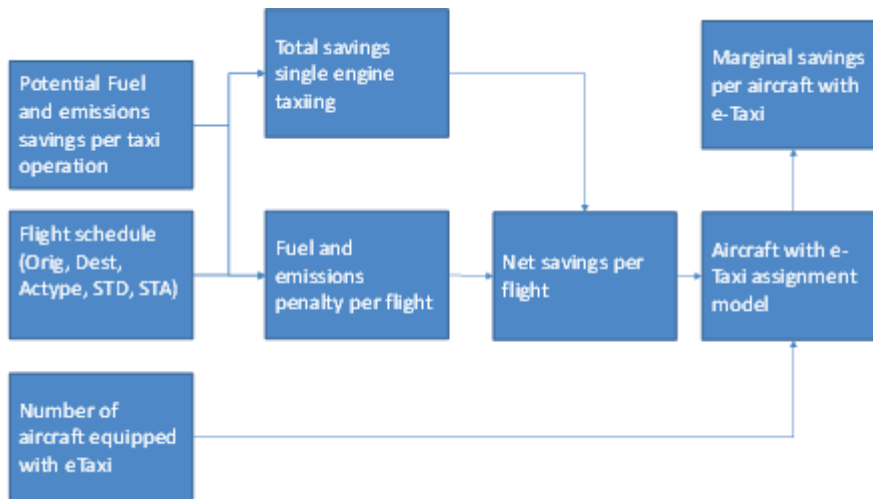 Potential Fuel
and emissions
savings per taxi
operation
Total savings
single engine
taxiing
Marginal savings
per aircraft with
e-Taxi
Flight schedule
(Orig, Dest,
Actype, STD, STA)
Fuel and
emissions
penalty per flight
Net savings per
flight
Aircraft with e-
Taxi assignment
model
Number of
aircraft equipped
with eTaxi